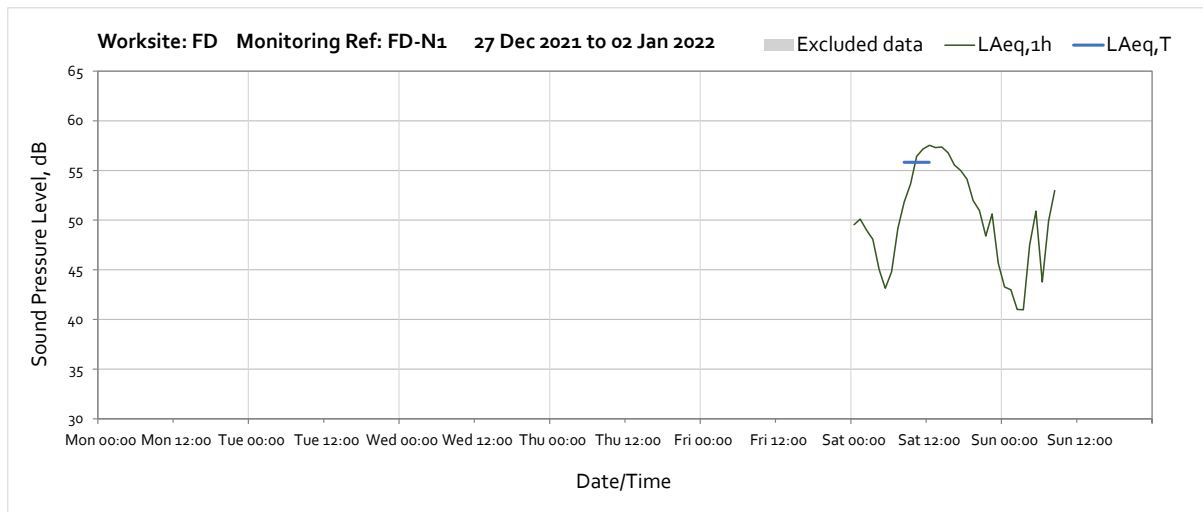 Worksite: FD Monitoring Ref: FD-N1 27 Dec 2021 to 02 Jan 2022
Excluded data LAeq,1h LAeq,T
Sound Pressure Level, dB
65
60
55
50
45
40
35
30
Mon 00:00 Mon 12:00 Tue 00:00 Tue 12:00 Wed 00:00 Wed 12:00 Thu 00:00 Thu 12:00 Fri 00:00 Fri 12:00 Sat 00:00 Sat 12:00 Sun 00:00 Sun 12:00
Date/Time